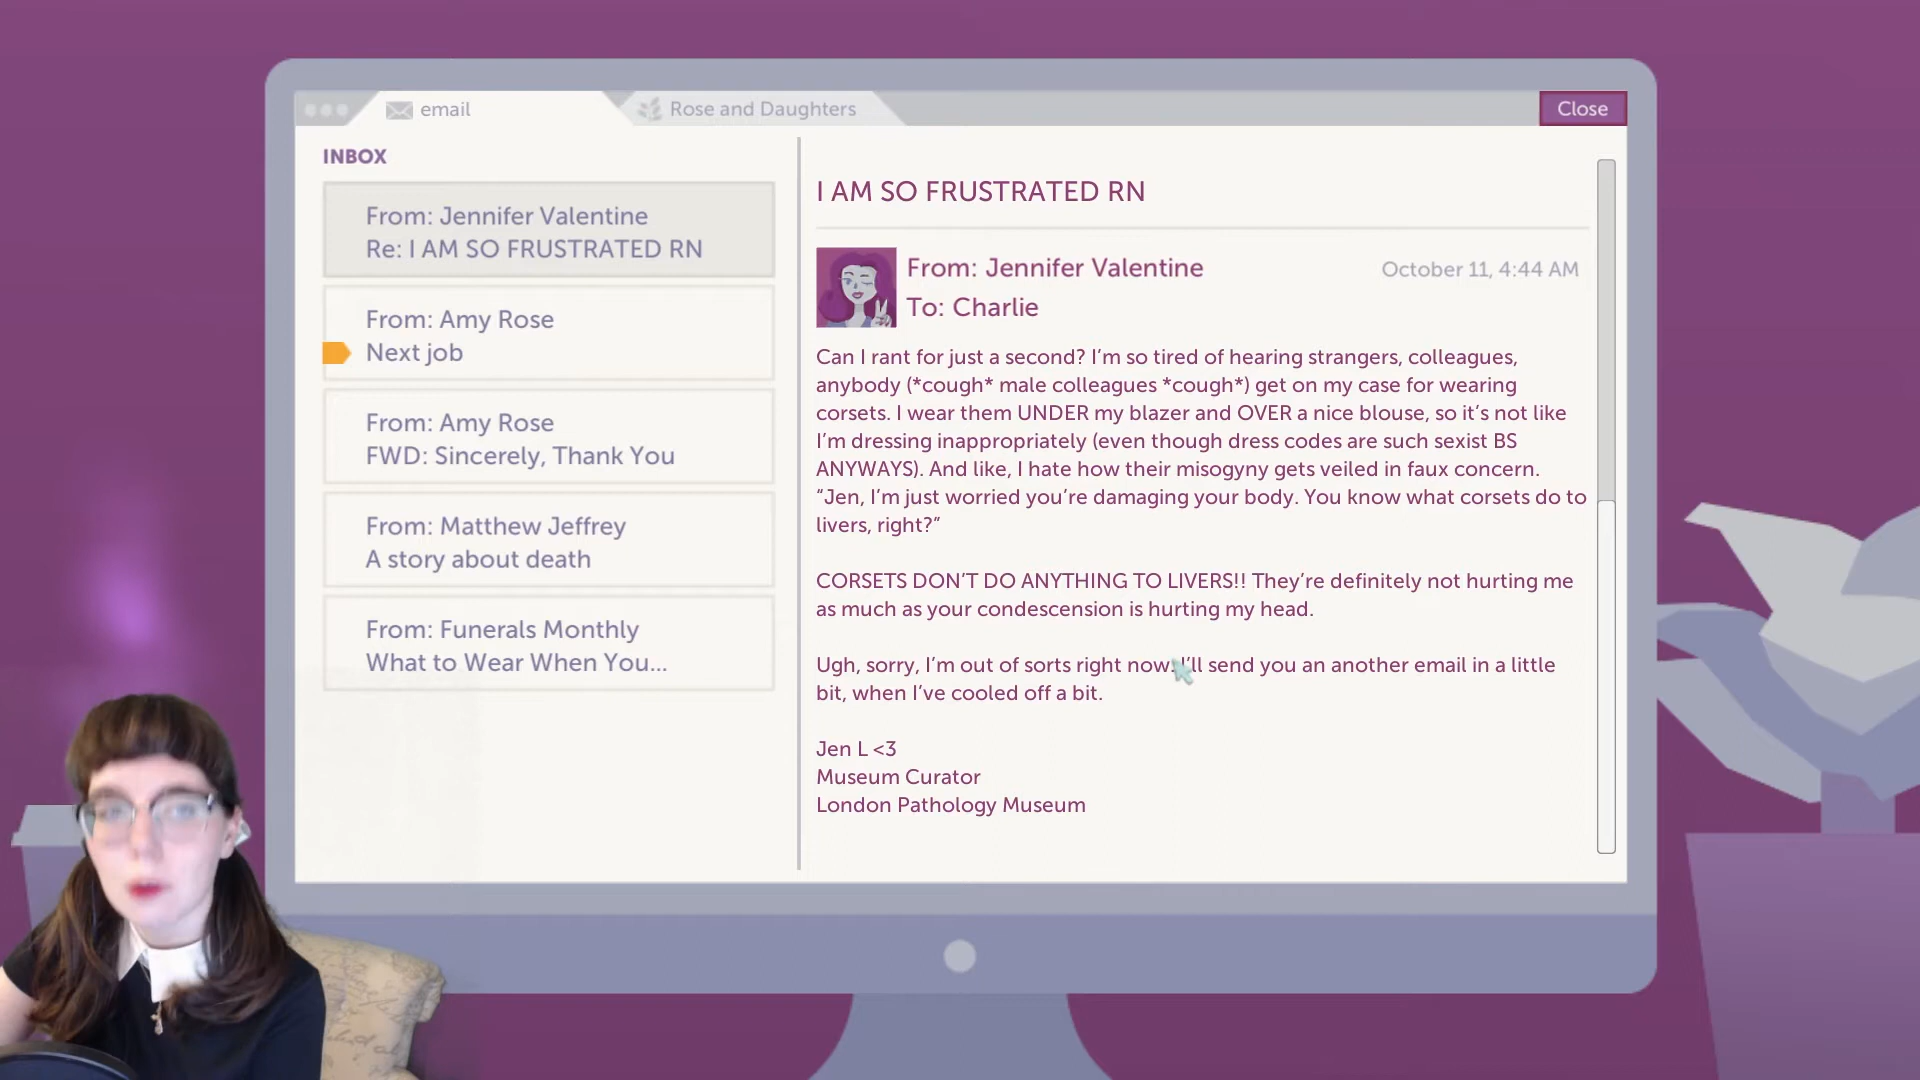 email
Rose and Daughters
Close
INBOX
From: Jennifer Valentine
Re: I AM SO FRUSTRATED RN
From: Amy Rose
Next job
From: Amy Rose
FWD: Sincerely, Thank You
From: Matthew Jeffrey
A story about death
From: Funerals Monthly
What to Wear When You...
I AM SO FRUSTRATED RN
From: Jennifer Valentine
October 11, 4:44 AM
To: Charlie
Can I rant for just a second? I'm so tired of hearing strangers, colleagues,
anybody (*cough* male colleagues *cough*) get on my case for wearing
corsets. I wear them UNDER my blazer and OVER a nice blouse, so it's not like
I'm dressing inappropriately (even though dress codes are such sexist BS
ANYWAYS). And like, I hate how their misogyny gets veiled in faux concern.
“Jen, I'm just worried you're damaging your body. You know what corsets do to
livers, right?”
CORSETS DON'T DO ANYTHING TO LIVERS!! They're definitely not hurting me
as much as your condescension is hurting my head.
Ugh, sorry, I'm out of sorts right now. I'll send you an another email in a little
bit, when I've cooled off a bit.
Jen L <3
Museum Curator
London Pathology Museum